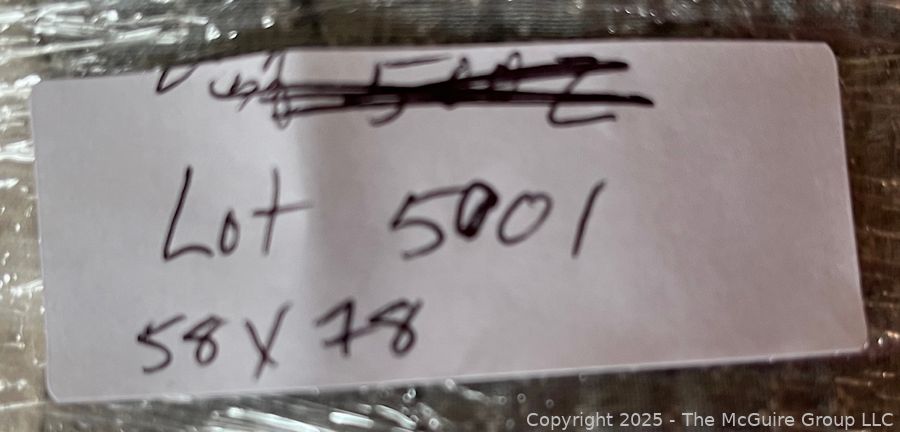 Lot 5001
58 X 78
Copyright 2025 - The McGuire Group LLC